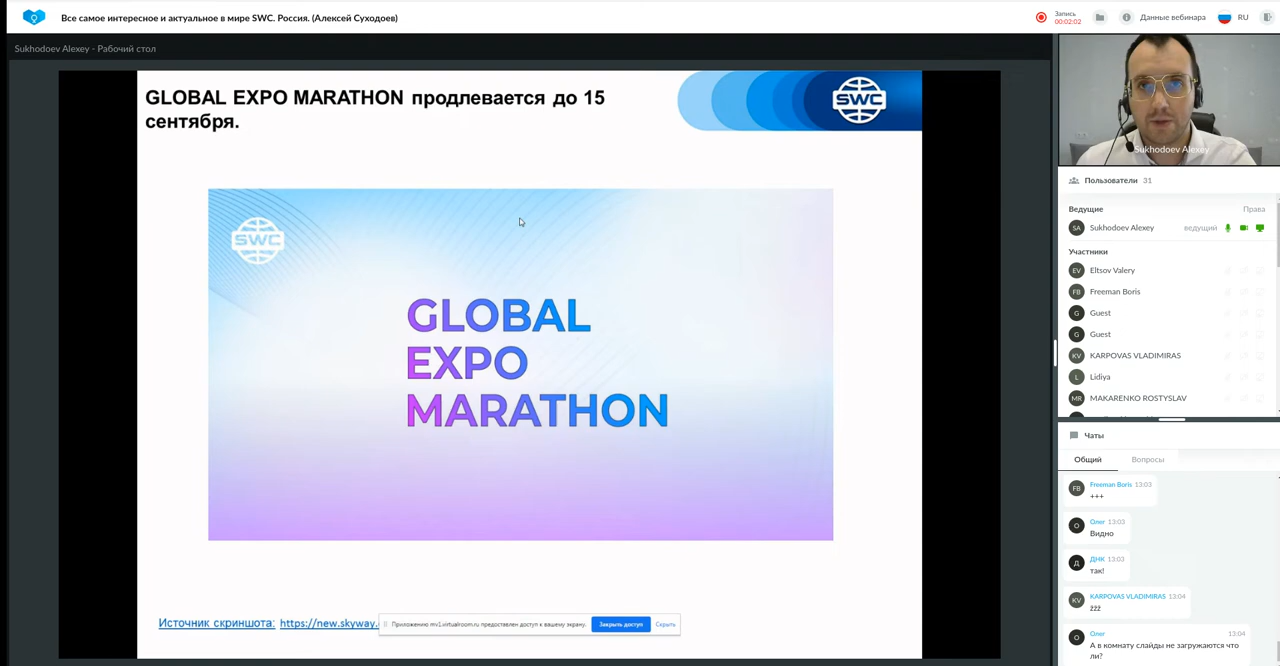 Все самое интересное и актуальное в мире SWC. Россия. (Алексей Суходоев)
Запись
00:02:02
Данные вебинара
RU
Sukhodoev Alexey - Рабочий стол
GLOBAL EXPO MARATHON продлевается до 15
сентября.
SWC
SWC
GLOBAL
EXPO
MARATHON
Источник скриншота: https://new.skyway.
Приложению mv1.virtualroom.ru предоставлен доступ к вашему экрану.
Закрыть доступ
Скрыть
Sukhodoev Alexey
Пользователи 31
Ведущие
Права
SA
Sukhodoev Alexey
ведущий
Участники
EV
Eltsov Valery
FB
Freeman Boris
G
Guest
G
Guest
KV
KARPOVAS VLADIMIRAS
L
Lidiya
MR
MAKARENKO ROSTYSLAV
Чаты
Общий
Вопросы
FB
Freeman Boris 13:03
+++
О
Олег 13:03
Видно
Д
ДНК 13:03
так!
KV
KARPOVAS VLADIMIRAS 13:04
žžž
О
Олег 13:04
А в комнату слайды не загружаются что
ли?